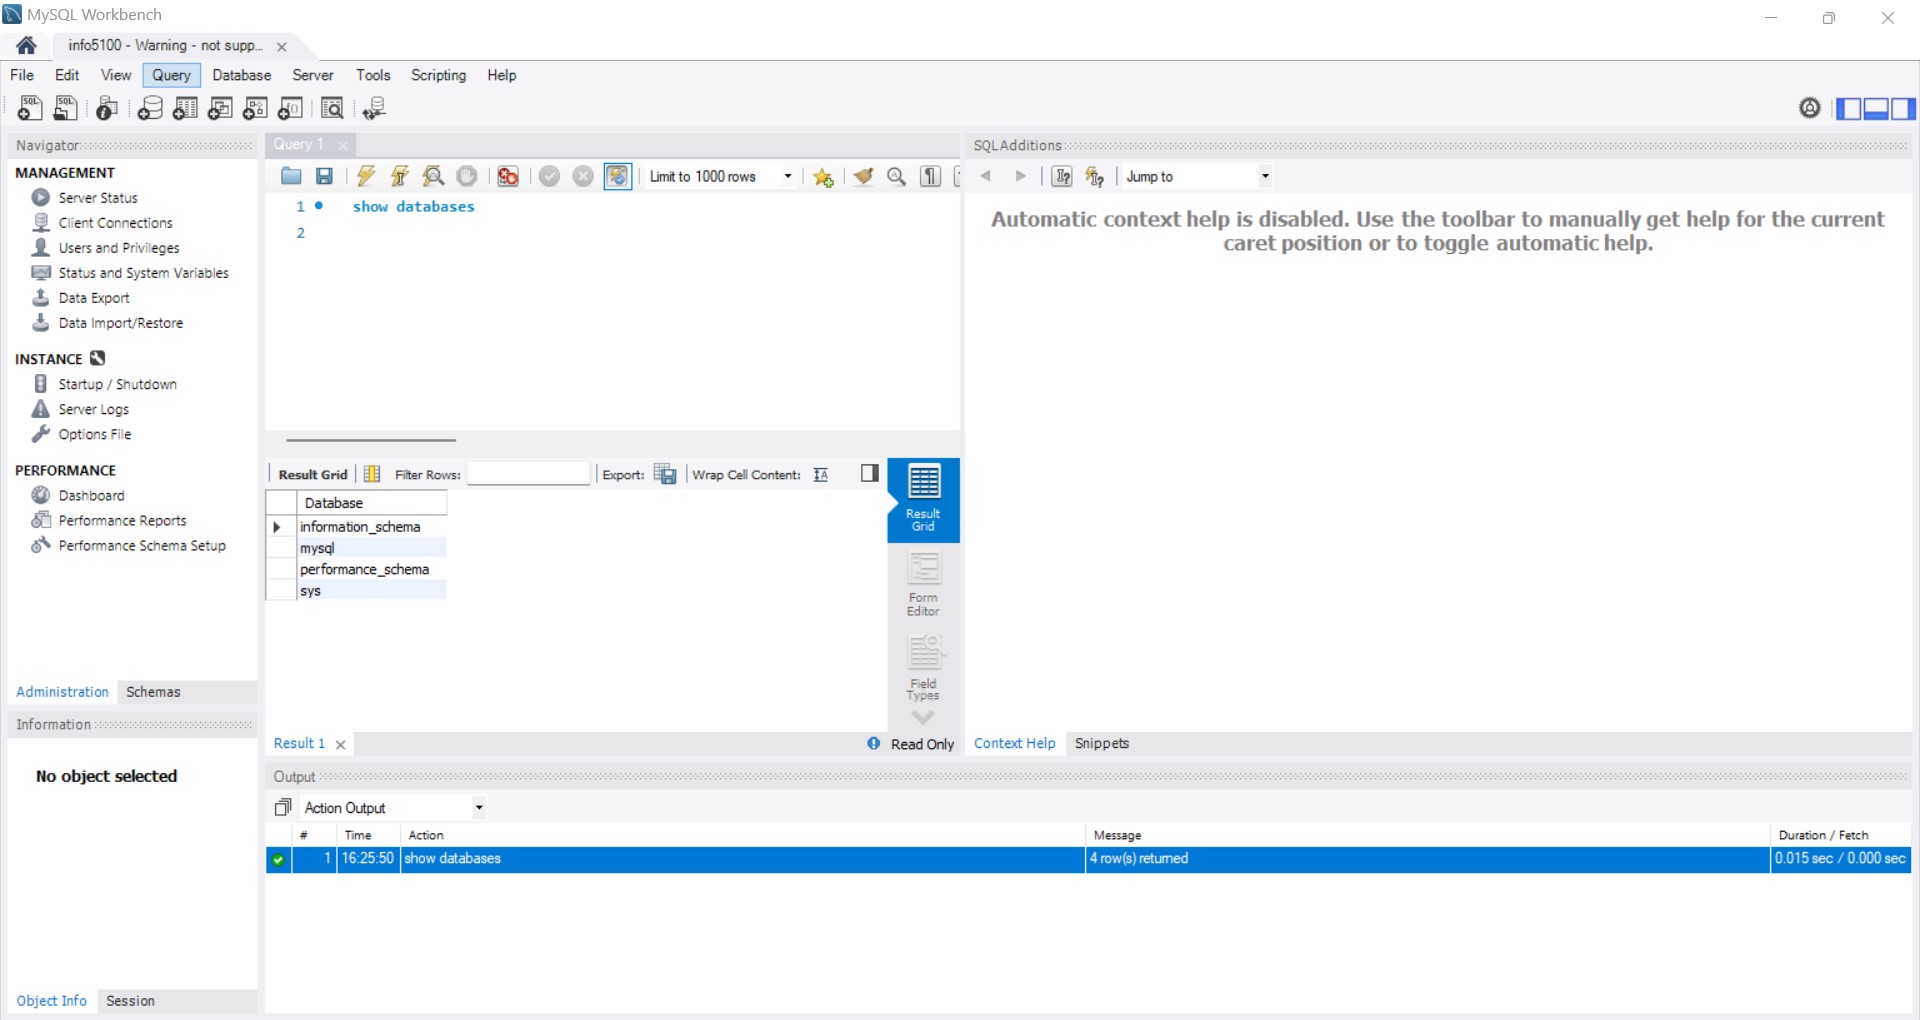 MySQL Workbench
info5100 - Warning - not supp...
File Edit View Query Database Server Tools Scripting Help
Navigator
MANAGEMENT
Server Status
Client Connections
Users and Privileges
Status and System Variables
Data Export
Data Import/Restore
INSTANCE
Startup / Shutdown
Server Logs
Options File
PERFORMANCE
Dashboard
Performance Reports
Performance Schema Setup
Administration Schemas
Information
No object selected
Object Info Session
Query 1
Limit to 1000 rows
1 show databases
2
Result Grid Filter Rows: Export: Wrap Cell Content:
Database
information_schema
mysql
performance_schema
sys
Result
Grid
Form
Editor
Field
Types
Result 1 Read Only
SQLAdditions
Jump to
Automatic context help is disabled. Use the toolbar to manually get help for the current
caret position or to toggle automatic help.
Context Help Snippets
Output
Action Output
# Time Action Message Duration / Fetch
1 16:25:50 show databases 4 row(s) returned 0.015 sec / 0.000 sec